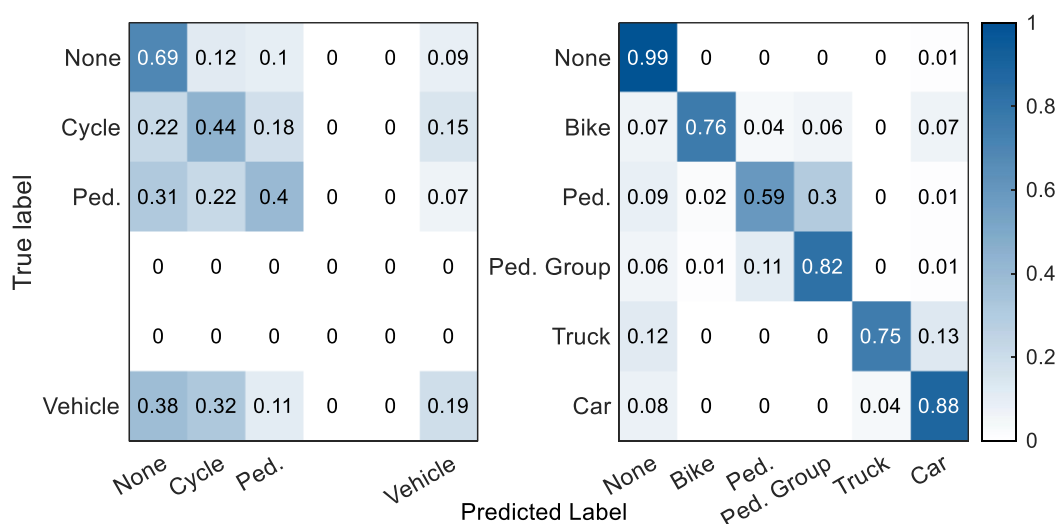 None 0.69 0.12 0.1 0 0 0.09
Cycle 0.22 0.44 0.18 0 0 0.15
Ped. 0.31 0.22 0.4 0 0 0.07
0 0 0 0 0 0
0 0 0 0 0 0
Vehicle 0.38 0.32 0.11 0 0 0.19
None Cycle Ped. Vehicle
True label
None 0.99 0 0 0 0 0.01
Bike 0.07 0.76 0.04 0.06 0 0.07
Ped. 0.09 0.02 0.59 0.3 0 0.01
Ped. Group 0.06 0.01 0.11 0.82 0 0.01
Truck 0.12 0 0 0 0.75 0.13
Car 0.08 0 0 0 0.04 0.88
None Bike Ped. Ped. Group Truck Car
Predicted Label
1
0.8
0.6
0.4
0.2
0